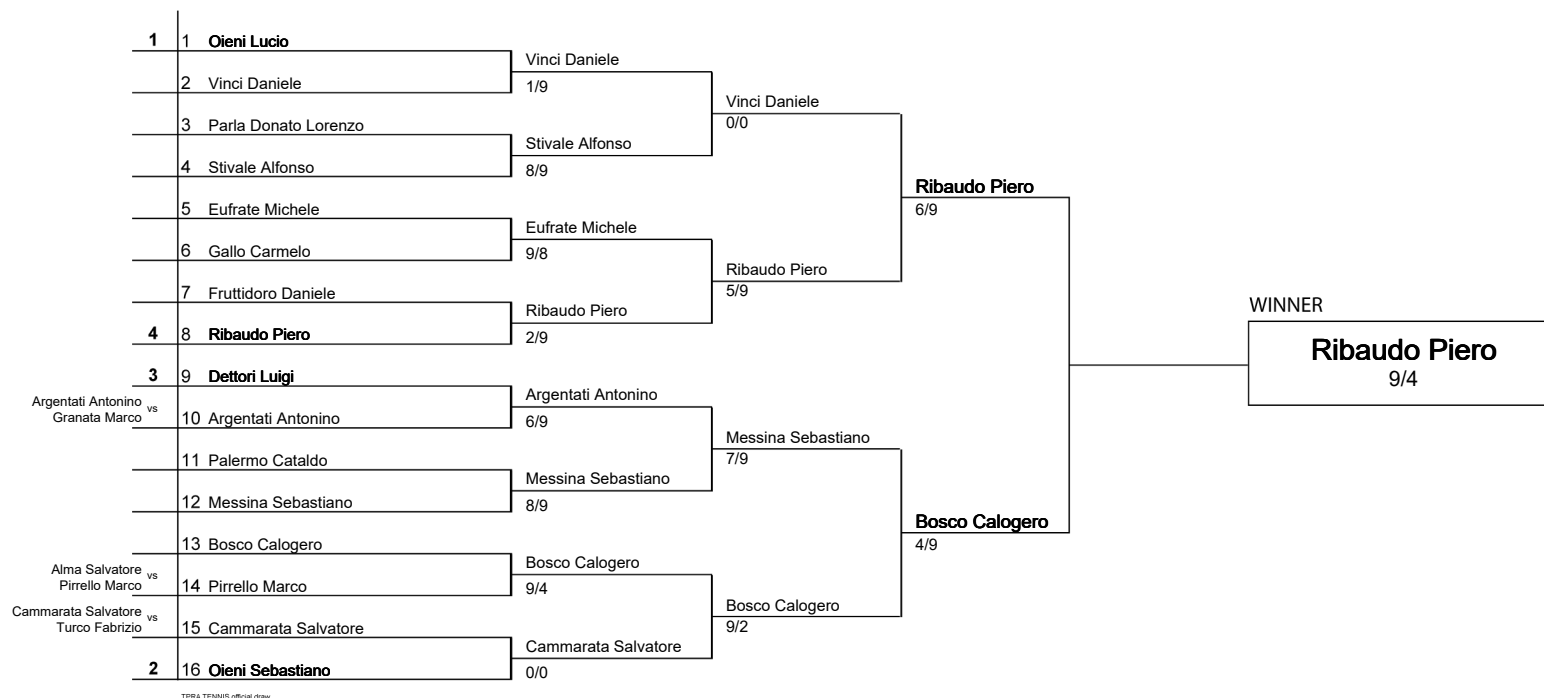 1 1 Oieni Lucio
2 Vinci Daniele
3 Parla Donato Lorenzo
4 Stivale Alfonso
5 Eufrate Michele
6 Gallo Carmelo
7 Fruttidoro Daniele
4 8 Ribaudo Piero
3 9 Dettori Luigi
Argentati Antonino
vs
Granata Marco
10 Argentati Antonino
11 Palermo Cataldo
12 Messina Sebastiano
13 Bosco Calogero
Alma Salvatore
vs
Pirrello Marco
14 Pirrello Marco
Cammarata Salvatore
vs
Turco Fabrizio
15 Cammarata Salvatore
2 16 Oieni Sebastiano
TPRA TENNIS official draw
Vinci Daniele
1/9
Stivale Alfonso
8/9
Eufrate Michele
9/8
Ribaudo Piero
2/9
Argentati Antonino
6/9
Messina Sebastiano
8/9
Bosco Calogero
9/4
Cammarata Salvatore
0/0
Vinci Daniele
0/0
Ribaudo Piero
5/9
Messina Sebastiano
7/9
Bosco Calogero
9/2
Ribaudo Piero
6/9
Bosco Calogero
4/9
WINNER
Ribaudo Piero
9/4